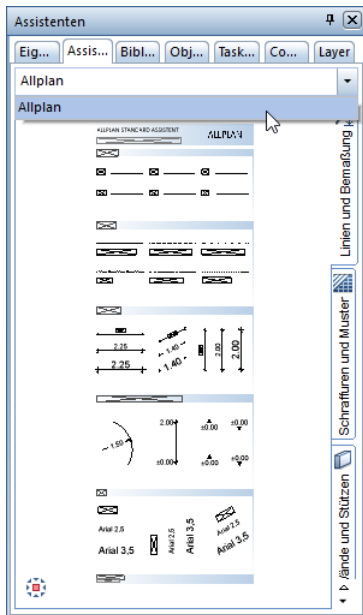 Assistenten
Eig... Assis... Bibl... Obj... Task... Co... Layer
Allplan
Allplan
ALLPLAN STANDARD ASSISTENT ALLPLAN
Linien und Bemaßung
2.25
2.25
1.40
1.40
2.00
2.00
Schraffuren und Muster
1.50
2.00
±0.00
±0.00 ±0.00
±0.00 ±0.00
Arial 2,5
Arial 3,5
Arial 2,5
Arial 3,5
Arial 2,5
Arial 3,5
Wände und Stützen